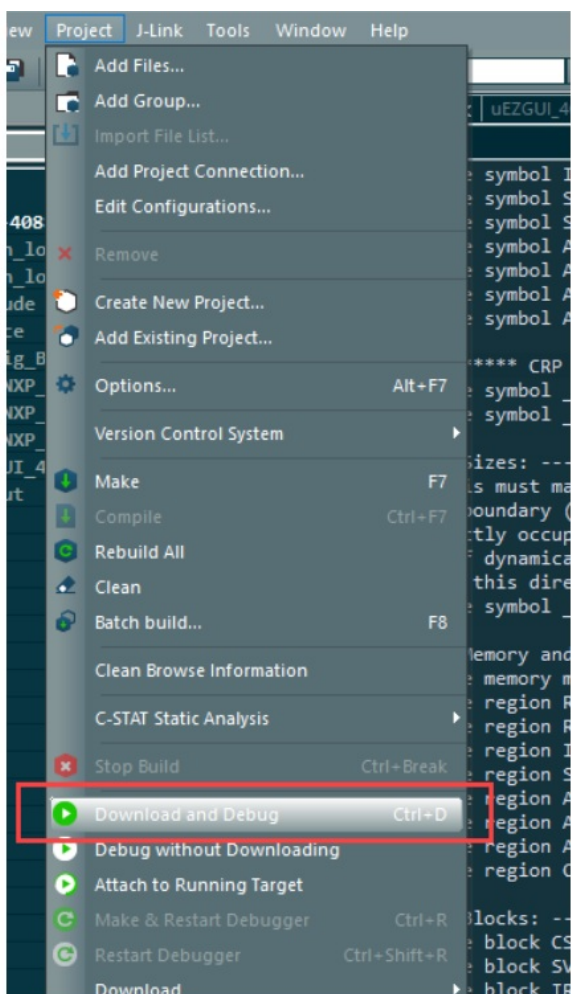 Project J-Link Tools Window Help
Add Files...
Add Group...
uEZGUI_4
Import File List...
Add Project Connection...
symbol
Edit Configurations...
symbol S
408
symbol S
symbol A
Remove
symbol A
Create New Project...
symbol A
Add Existing Project...
symbol A
**** CRP
Options... Alt+F7
symbol _
NXP_
symbol _
Version Control System
NXP_
Sizes: ---
Make F7
s must ma
Compile Ctrl+F7
boundary (
Rebuild All
tly occup
dynamica
Clean
this dire
Batch build... F8
symbol _
Clean Browse Information
memory m
region R
C-STAT Static Analysis
region R
region I
Stop Build Ctrl+Break
region S
region A
Download and Debug Ctrl+D
region A
Debug without Downloading
region A
region C
Attach to Running Target
Make & Restart Debugger Ctrl+R
Blocks: --
block CS
Restart Debugger Ctrl+Shift+R
block SV
Download